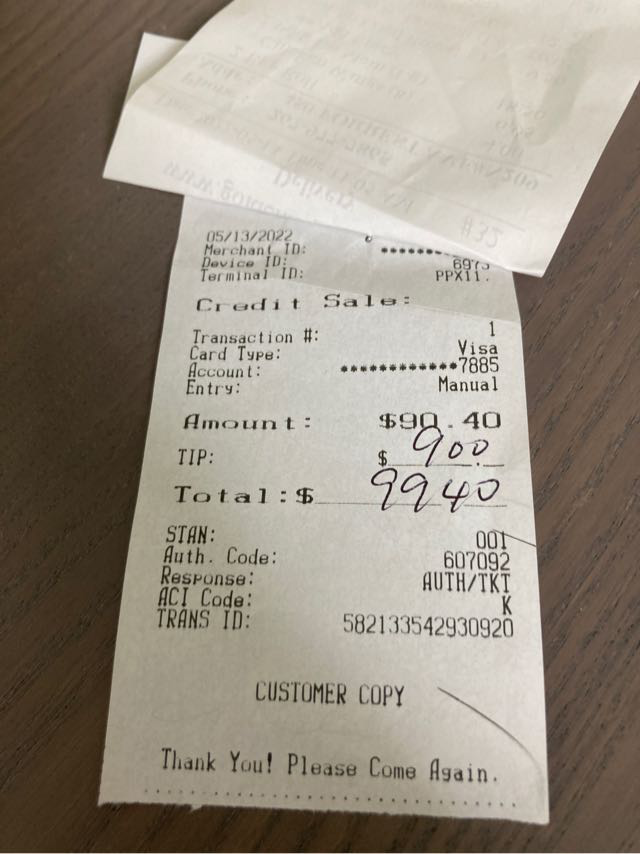 #32
05/13/2022
Merchant ID: ********
Device ID: 6975
Terminal ID: PPX11.
Credit Sale:
Transaction #: 1
Card Type: Visa
Account: ************7885
Entry: Manual
Amount: $90.40
TIP: $ 900
Total:$ 9940
STAN: 001
Auth. Code: 607092
Response: AUTH/TKT
ACI Code: K
TRANS ID: 582133542930920
CUSTOMER COPY
Thank You! Please Come Again.